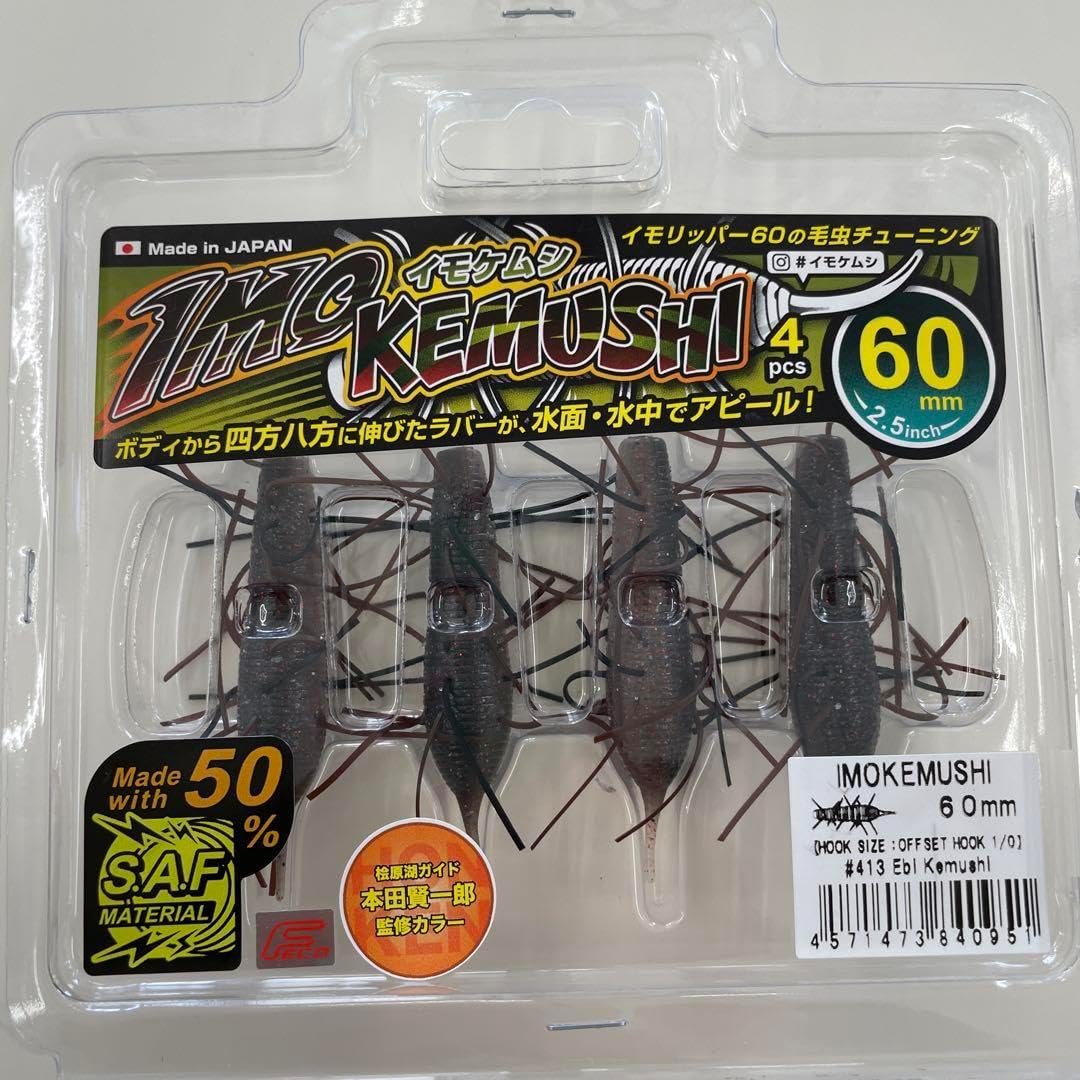 Made in JAPAN
イモリッパー60の毛虫チューニング
#イモケムシ
IMO
イモケムシ
KEMUSHI
4
pcs
60
mm
2.5inch
ボディから四方八方に伸びたラバーが、水面・水中でアピール!
Made
with
50
%
S.A.F
MATERIAL
FECO
桧原湖ガイド
本田賢一郎
監修カラー
IMOKEMUSHI
60mm
[HOOK SIZE :OFFSET HOOK 1/0]
#413 Ebi Kemushi
4571473840951